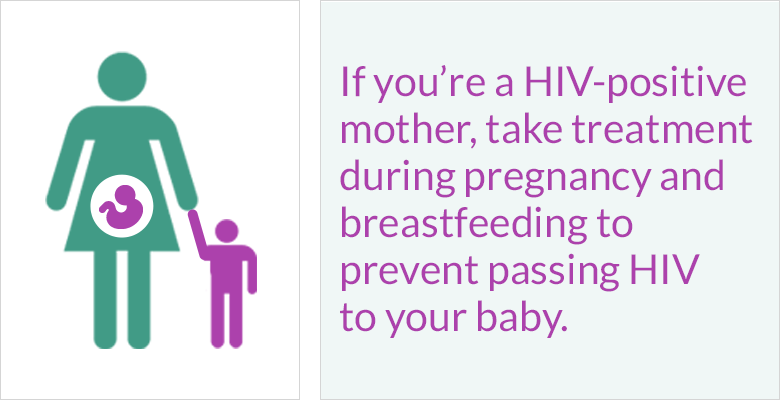 If you’re a HIV-positive
mother, take treatment
during pregnancy and
breastfeeding to
prevent passing HIV
to your baby.